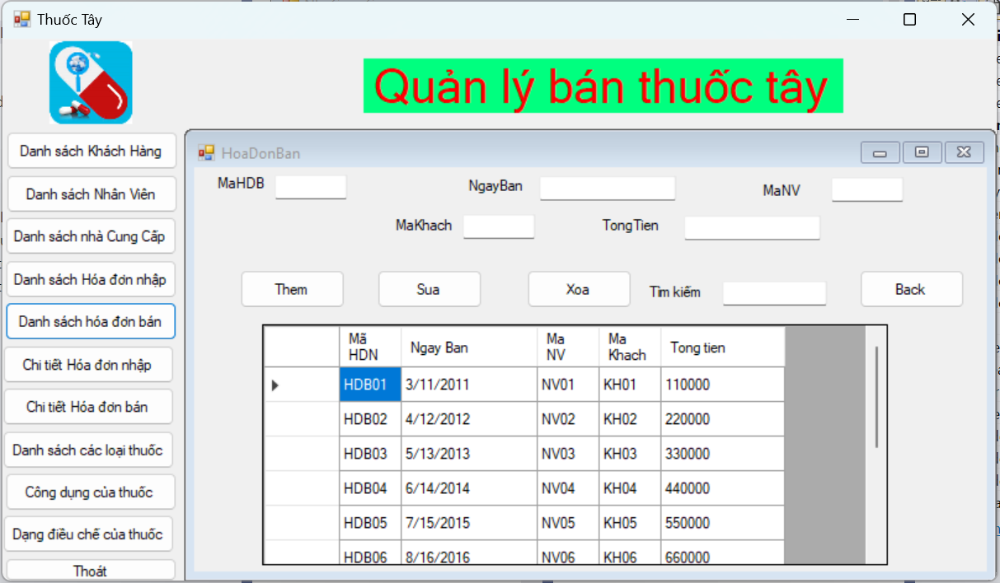 Thuốc Tây
Quản lý bán thuốc tây
Danh sách Khách Hàng
Danh sách Nhân Viên
Danh sách nhà Cung Cấp
Danh sách Hóa đơn nhập
Danh sách hóa đơn bán
Chi tiết Hóa đơn nhập
Chi tiết Hóa đơn bán
Danh sách các loại thuốc
Công dụng của thuốc
Dạng điều chế của thuốc
Thoát
HoaDonBan
MaHDB NgayBan MaNV
MaKhach TongTien
Them Sua Xoa Tìm kiếm Back
Mã HDN Ngay Ban Ma NV Ma Khach Tong tien
HDB01 3/11/2011 NV01 KH01 110000
HDB02 4/12/2012 NV02 KH02 220000
HDB03 5/13/2013 NV03 KH03 330000
HDB04 6/14/2014 NV04 KH04 440000
HDB05 7/15/2015 NV05 KH05 550000
HDB06 8/16/2016 NV06 KH06 660000